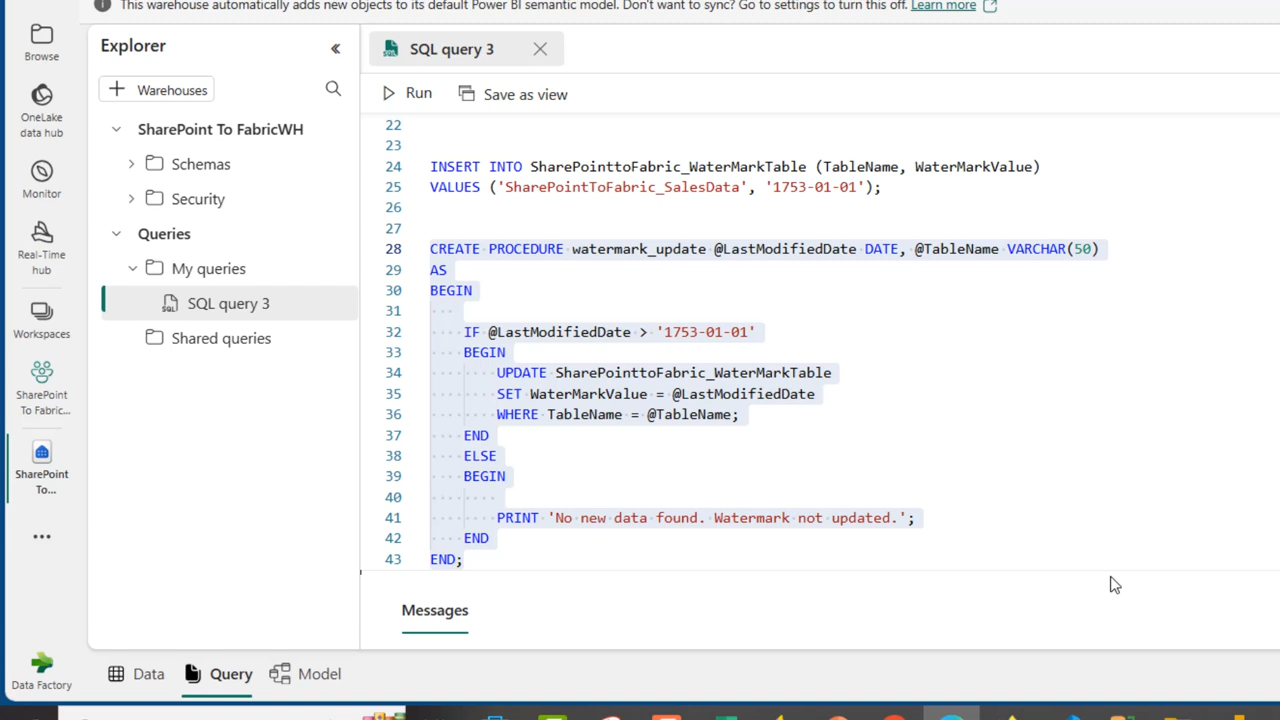 This warehouse automatically adds new objects to its default Power BI semantic model. Don't want to sync? Go to settings to turn this off. Learn more
Browse
OneLake data hub
Monitor
Real-Time hub
Workspaces
SharePoint To Fabric...
SharePoint To...
Data Factory
Explorer
Warehouses
SharePoint To FabricWH
Schemas
Security
Queries
My queries
SQL query 3
Shared queries
SQL query 3
Run
Save as view
22
23
24 INSERT INTO SharePointtoFabric_WaterMarkTable (TableName, WaterMarkValue)
25 VALUES ('SharePointToFabric_SalesData', '1753-01-01');
26
27
28 CREATE PROCEDURE watermark_update @LastModifiedDate DATE, @TableName VARCHAR(50)
29 AS
30 BEGIN
31
32 IF @LastModifiedDate > '1753-01-01'
33 BEGIN
34 UPDATE SharePointtoFabric_WaterMarkTable
35 SET WaterMarkValue = @LastModifiedDate
36 WHERE TableName = @TableName;
37 END
38 ELSE
39 BEGIN
40
41 PRINT 'No new data found. Watermark not updated.';
42 END
43 END;
Messages
Data
Query
Model